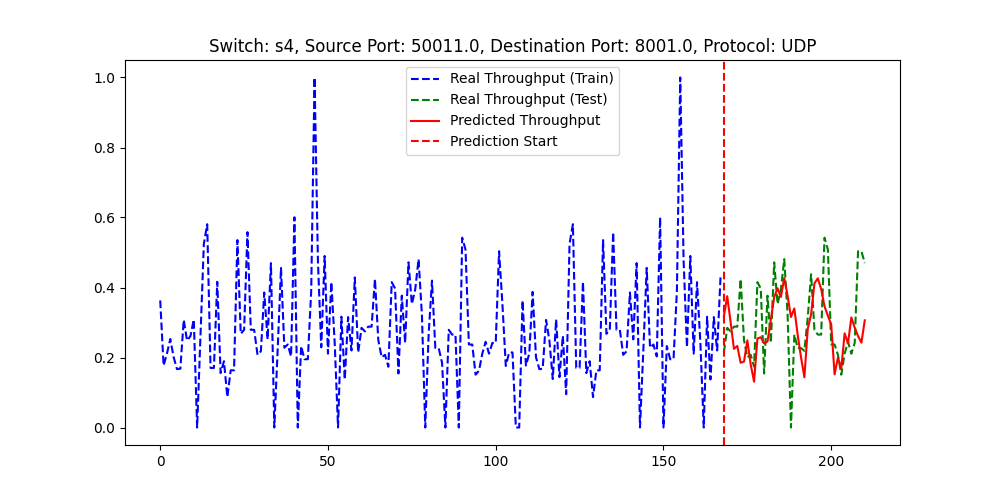 Switch: s4, Source Port: 50011.0, Destination Port: 8001.0, Protocol: UDP
1.0
0.8
0.6
0.4
0.2
0.0
Real Throughput (Train)
Real Throughput (Test)
Predicted Throughput
Prediction Start
0
50
100
150
200